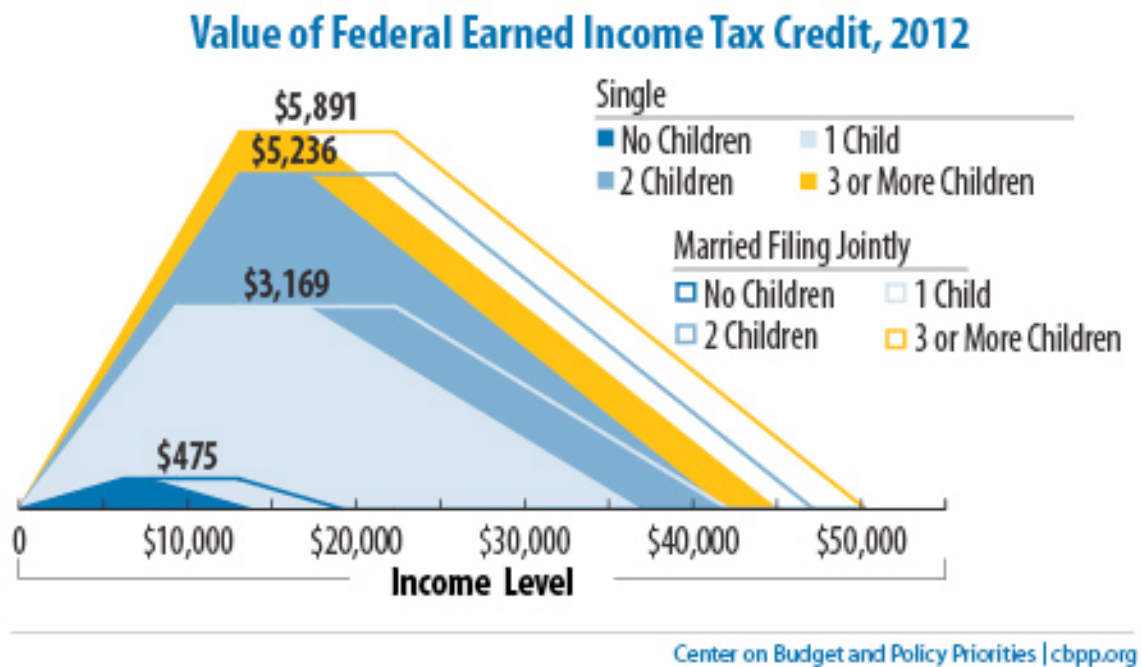 Value of Federal Earned Income Tax Credit, 2012
Single
No Children
1 Child
2 Children
3 or More Children
Married Filing Jointly
No Children
1 Child
2 Children
3 or More Children
$5,891
$5,236
$3,169
$475
0 $10,000 $20,000 $30,000 $40,000 $50,000
Income Level
Center on Budget and Policy Priorities | cbpp.org